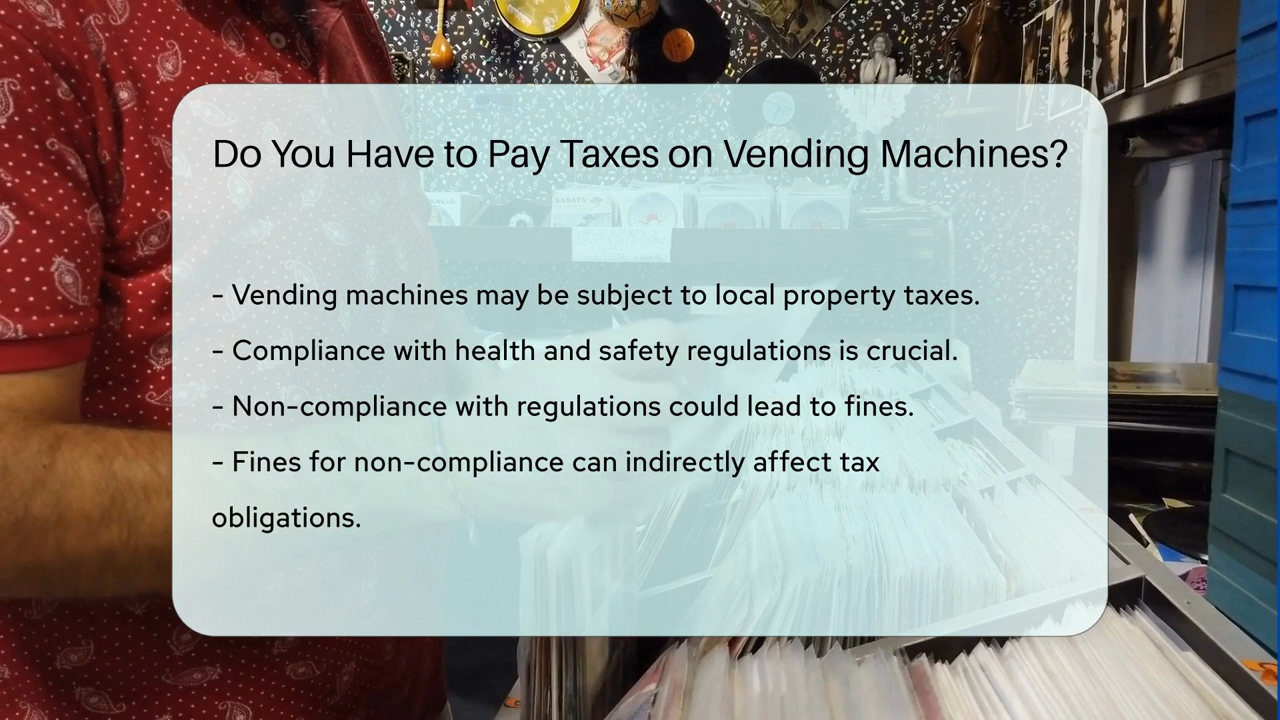 Do You Have to Pay Taxes on Vending Machines?
- Vending machines may be subject to local property taxes.
- Compliance with health and safety regulations is crucial.
- Non-compliance with regulations could lead to fines.
- Fines for non-compliance can indirectly affect tax
obligations.